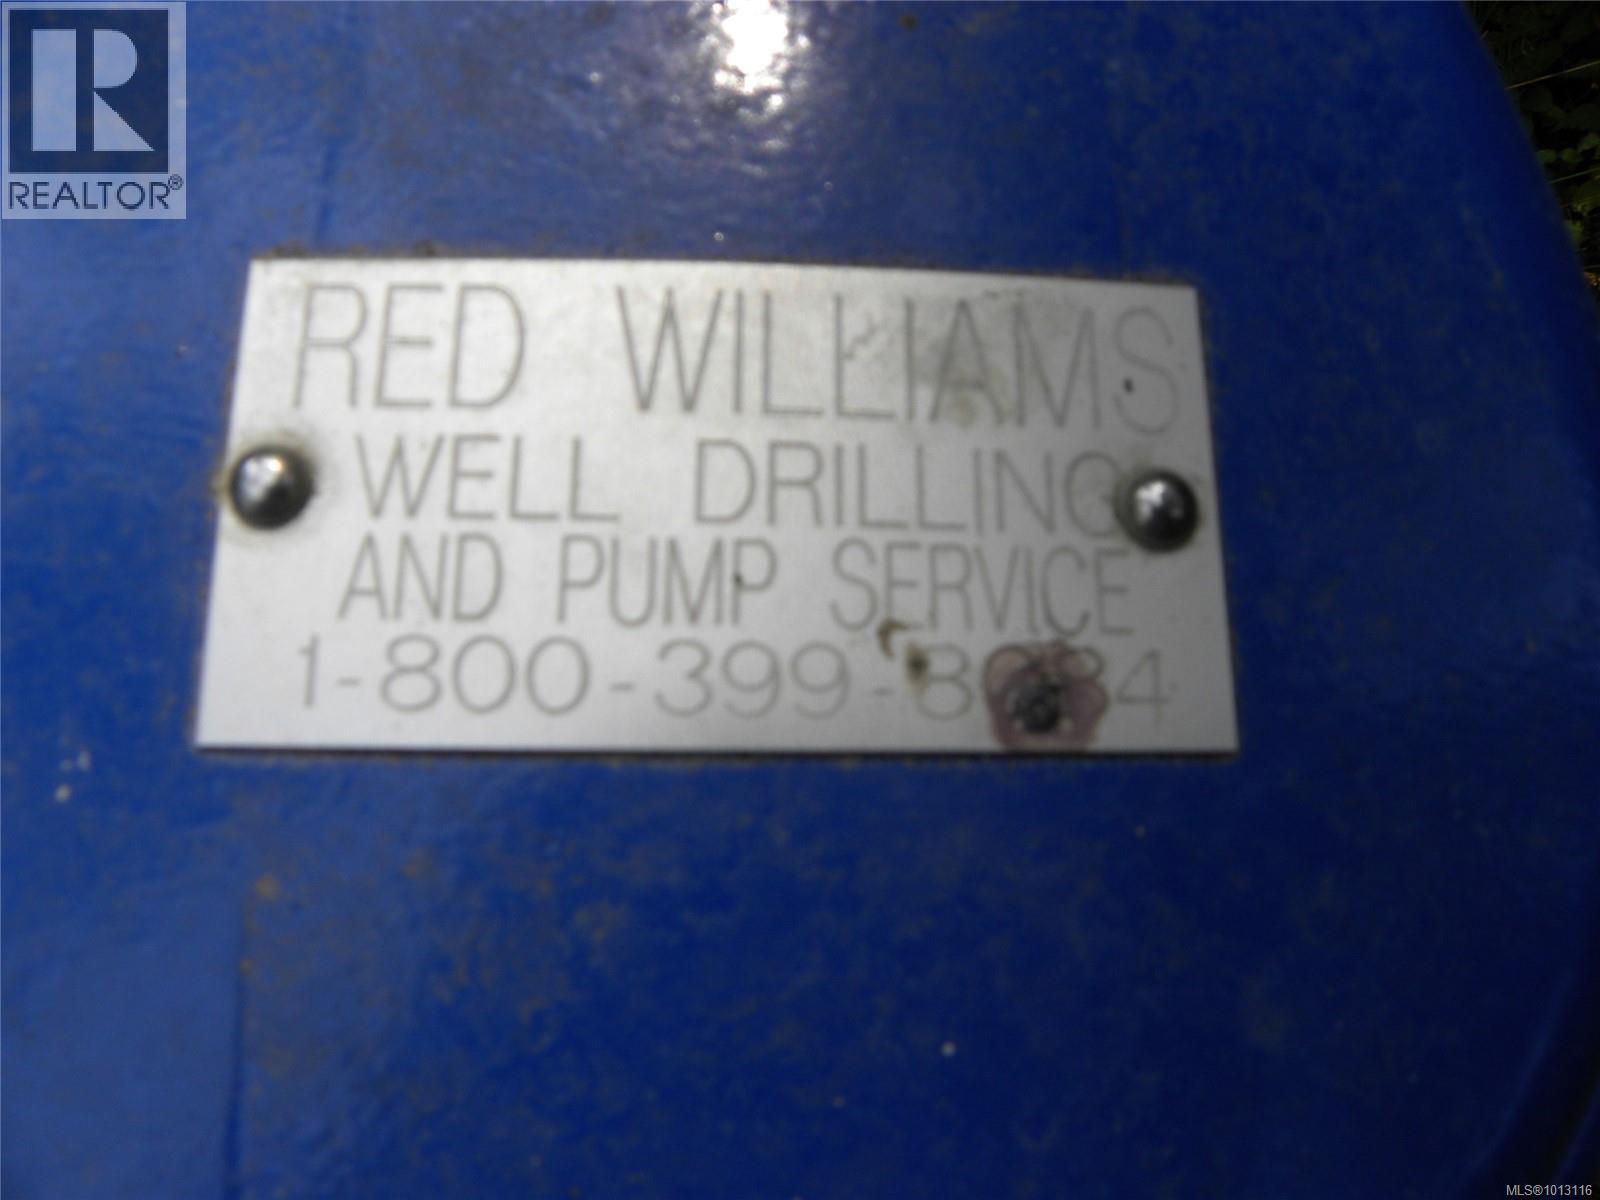 REALTOR®
RED WILLIAMS
WELL DRILLING
AND PUMP SERVICE
MLS®1013116